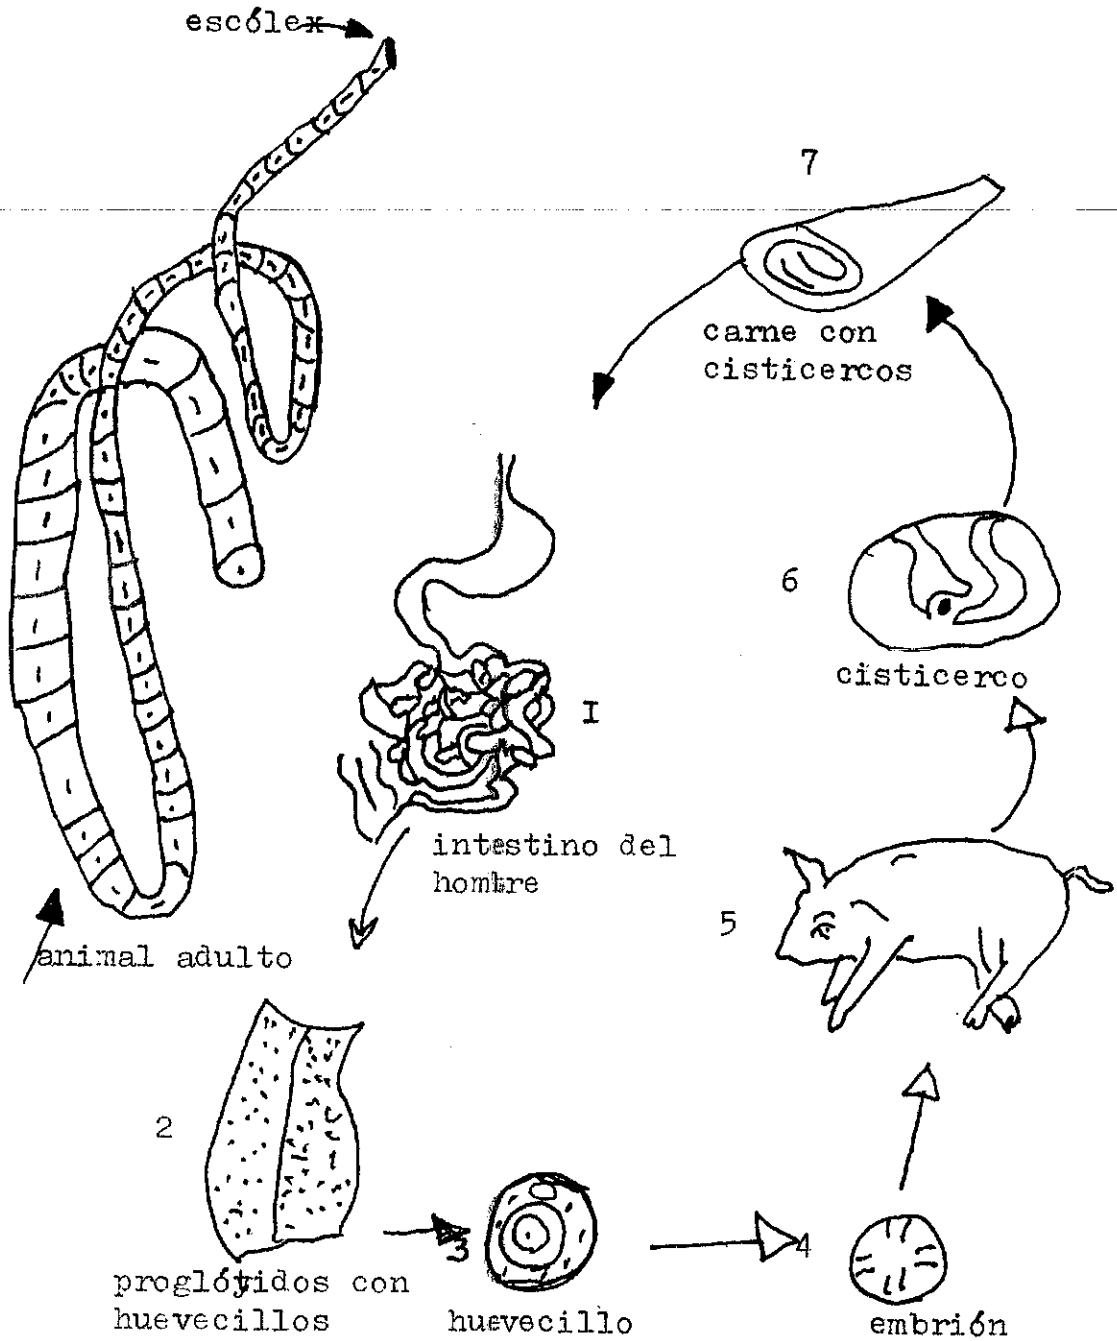 escólex
7
carne con
cisticercos
6
cisticerco
I
intestino del
hombre
5
animal adulto
2
proglótidos con
huevecillos
3
huevecillo
4
embrión